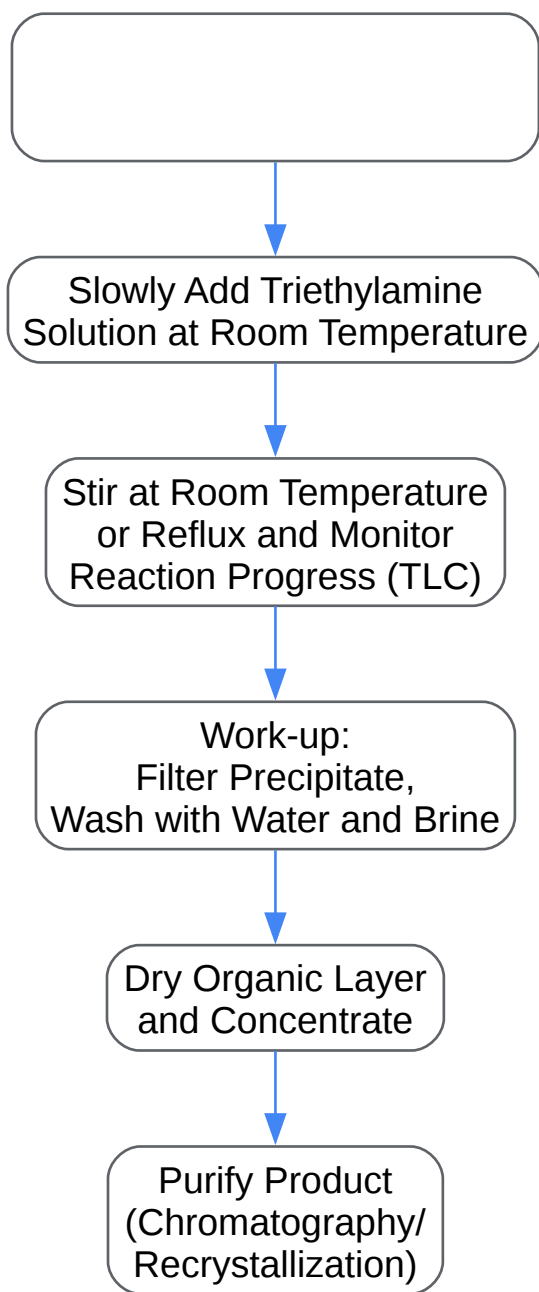 Slowly Add Triethylamine
Solution at Room Temperature
Stir at Room Temperature
or Reflux and Monitor
Reaction Progress (TLC)
Work-up:
Filter Precipitate,
Wash with Water and Brine
Dry Organic Layer
and Concentrate
Purify Product
(Chromatography/
Recrystallization)